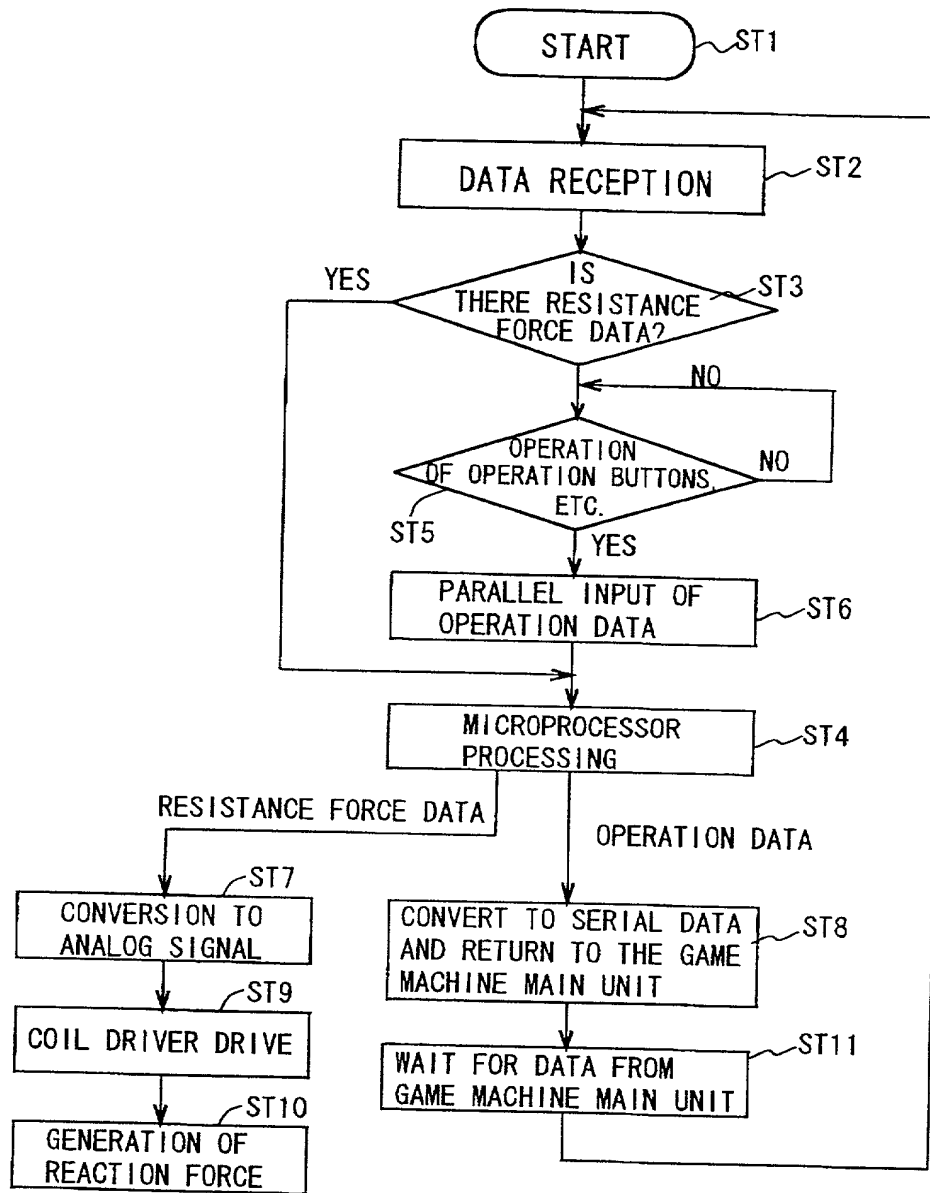 START
ST1
DATA RECEPTION
ST2
YES
IS
THERE RESISTANCE
FORCE DATA?
ST3
NO
OPERATION
OF OPERATION BUTTONS,
ETC.
NO
ST5
YES
PARALLEL INPUT OF
OPERATION DATA
ST6
MICROPROCESSOR
PROCESSING
ST4
RESISTANCE FORCE DATA
OPERATION DATA
ST7
CONVERSION TO
ANALOG SIGNAL
CONVERT TO SERIAL DATA
AND RETURN TO THE GAME
MACHINE MAIN UNIT
ST8
ST9
COIL DRIVER DRIVE
WAIT FOR DATA FROM
GAME MACHINE MAIN UNIT
ST11
ST10
GENERATION OF
REACTION FORCE